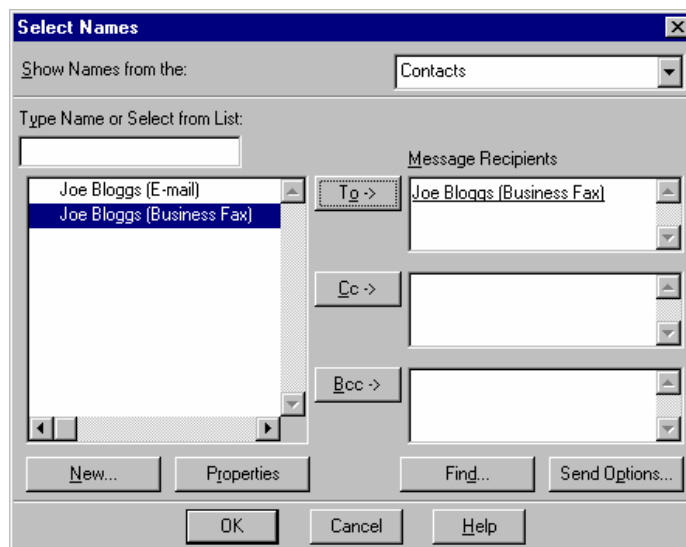 Select Names
Show Names from the:
Contacts
Type Name or Select from List:
Message Recipients
Joe Bloggs (E-mail)
Joe Bloggs (Business Fax)
To ->
Joe Bloggs (Business Fax)
Cc ->
Bcc ->
New...
Properties
Find...
Send Options...
OK
Cancel
Help